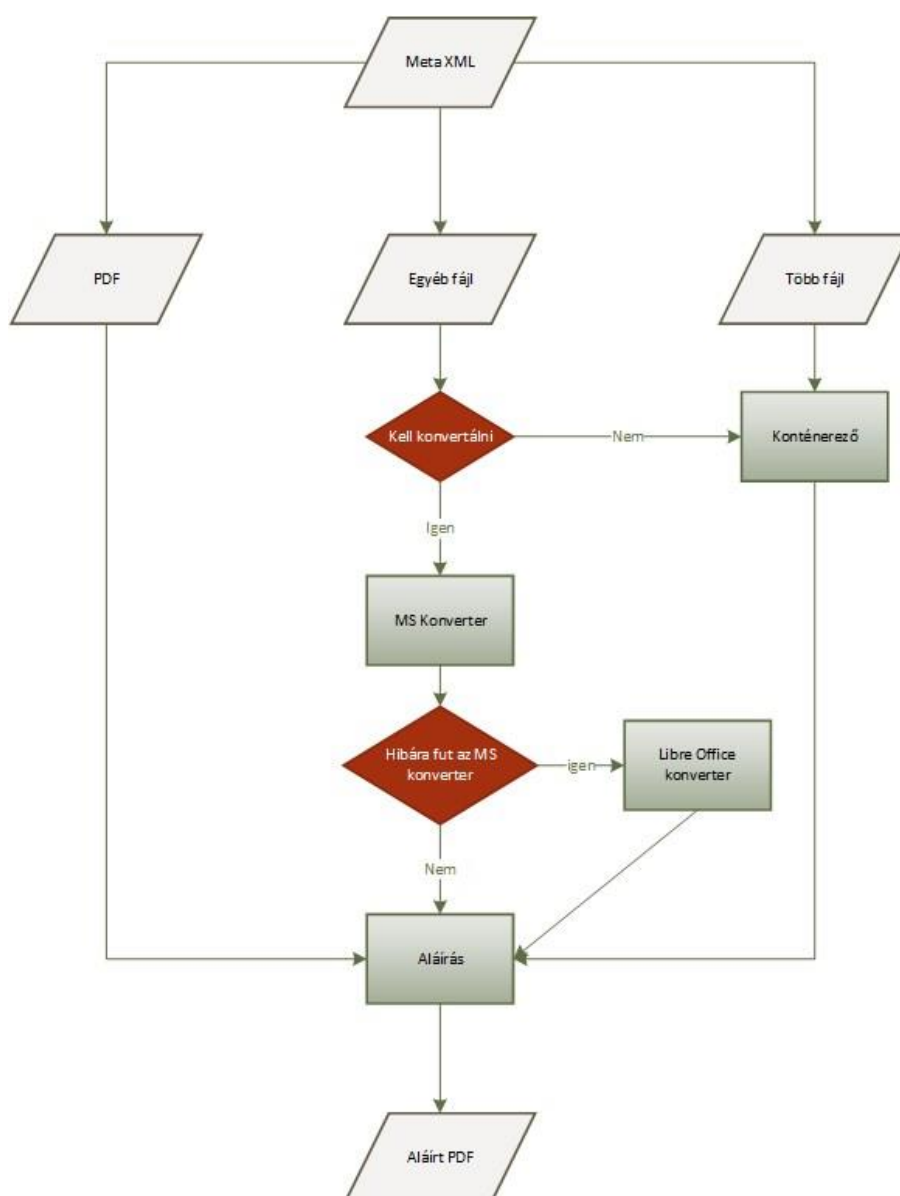 Meta XML
PDF
Egyéb fájl
Több fájl
Kell konvertálni
Nem
Konténerező
Igen
MS Konverter
Hibára fut az MS
konverter
igen
Libre Office
konverter
Nem
Aláírás
Aláírt PDF